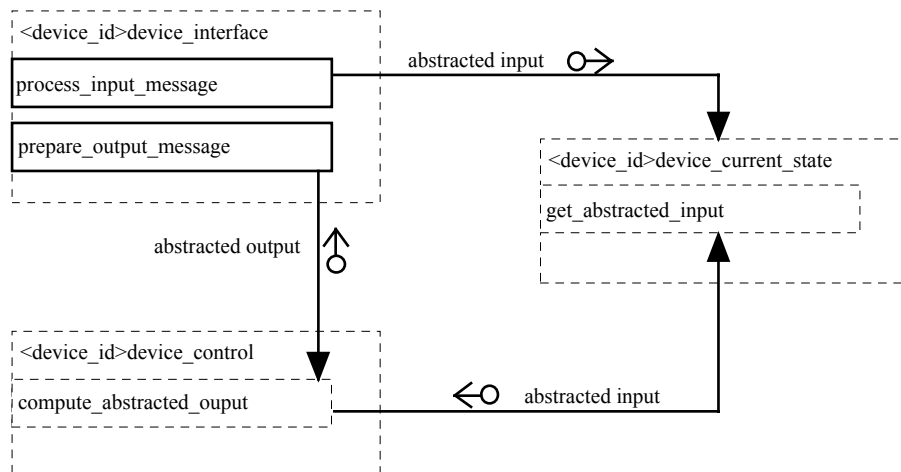 <device_id>device_interface
process_input_message
prepare_output_message
abstracted input
<device_id>device_current_state
get_abstracted_input
abstracted output
<device_id>device_control
compute_abstracted_ouput
abstracted input